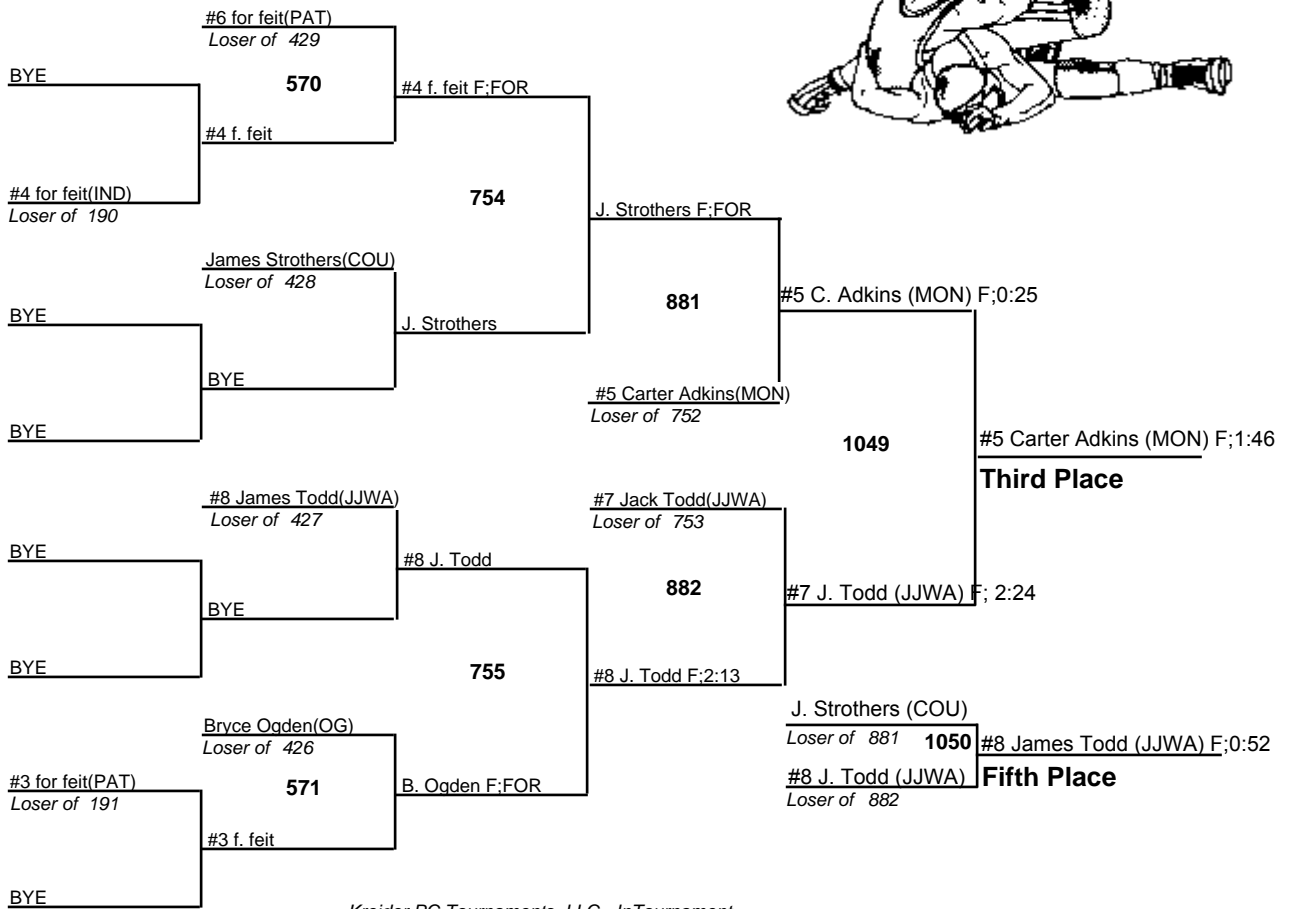 #6 for feit(PAT)
Loser of 429
BYE
570
#4 f. feit F;FOR
#4 f. feit
#4 for feit(IND)
Loser of 190
754
J. Strothers F;FOR
James Strothers(COU)
Loser of 428
BYE
J. Strothers
881
#5 C. Adkins (MON) F;0:25
BYE
#5 Carter Adkins(MON)
Loser of 752
BYE
1049
#5 Carter Adkins (MON) F;1:46
Third Place
#8 James Todd(JJWA)
Loser of 427
#7 Jack Todd(JJWA)
Loser of 753
BYE
#8 J. Todd
882
#7 J. Todd (JJWA) F; 2:24
BYE
BYE
755
#8 J. Todd F;2:13
J. Strothers (COU)
Loser of 881
1050
#8 James Todd (JJWA) F;0:52
Fifth Place
#8 J. Todd (JJWA)
Loser of 882
Bryce Ogden(OG)
Loser of 426
#3 for feit(PAT)
Loser of 191
571
B. Ogden F;FOR
#3 f. feit
BYE